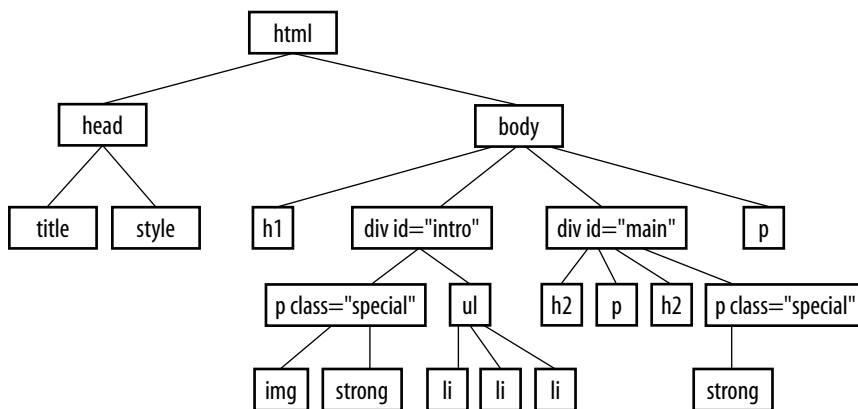 html
head
body
title
style
h1
div id="intro"
div id="main"
p
p class="special"
ul
h2
p
h2
p class="special"
img
strong
li
li
li
strong